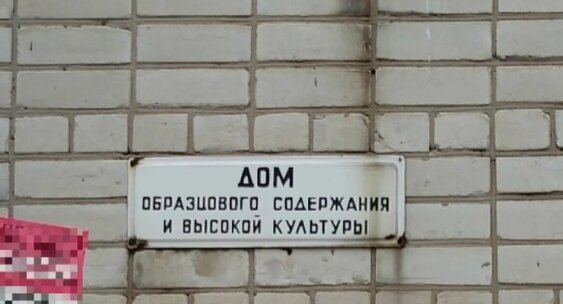 ДОМ
ОБРАЗЦОВОГО СОДЕРЖАНИЯ
И ВЫСОКОЙ КУЛЬТУРЫ